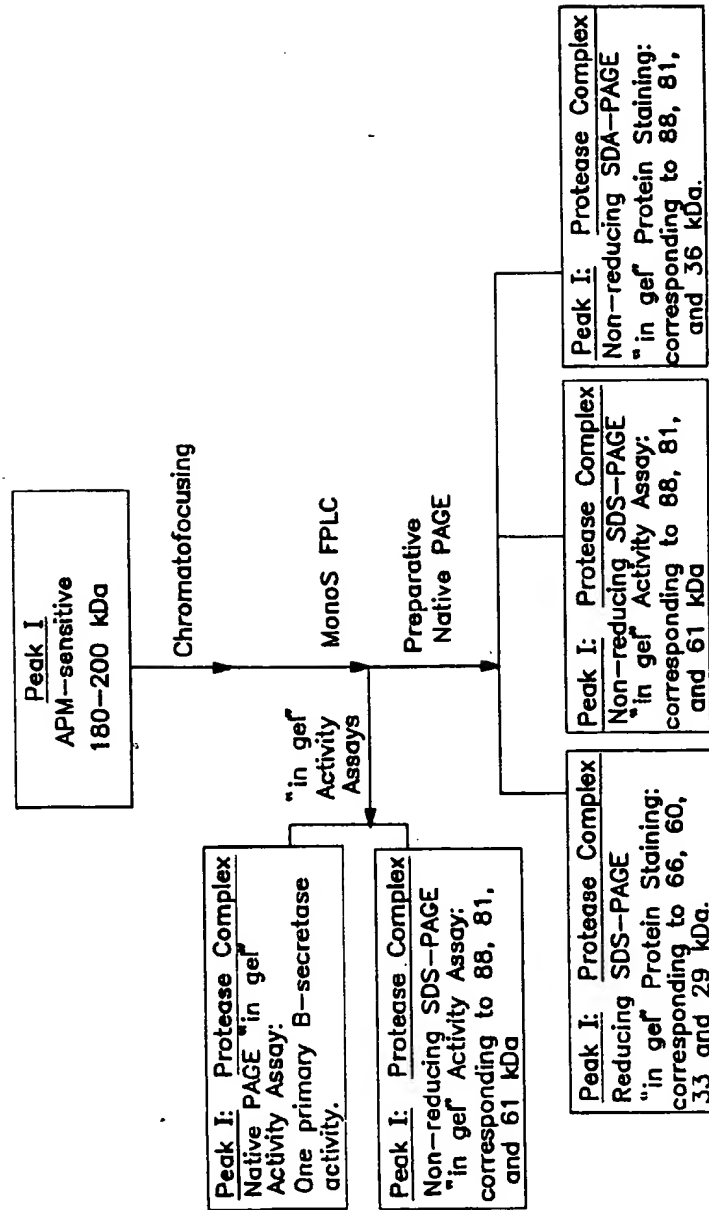 Peak I
APM-sensitive
180-200 kDa
Chromatofocusing
MonoS FPLC
"in gel"
Activity
Assays
Preparative
Native PAGE
Peak I: Protease Complex
Native PAGE "in gel"
Activity Assay:
One primary B-secretase
activity.
Peak I: Protease Complex
Non-reducing SDS-PAGE
"in gel" Activity Assay:
corresponding to 88, 81,
and 61 kDa
Peak I: Protease Complex
Reducing SDS-PAGE
"in gel" Protein Staining:
corresponding to 66, 60,
33 and 29 kDa.
Peak I: Protease Complex
Non-reducing SDS-PAGE
"in gel" Activity Assay:
corresponding to 88, 81,
and 61 kDa
Peak I: Protease Complex
Non-reducing SDA-PAGE
"in gel" Protein Staining:
corresponding to 88, 81,
and 36 kDa.